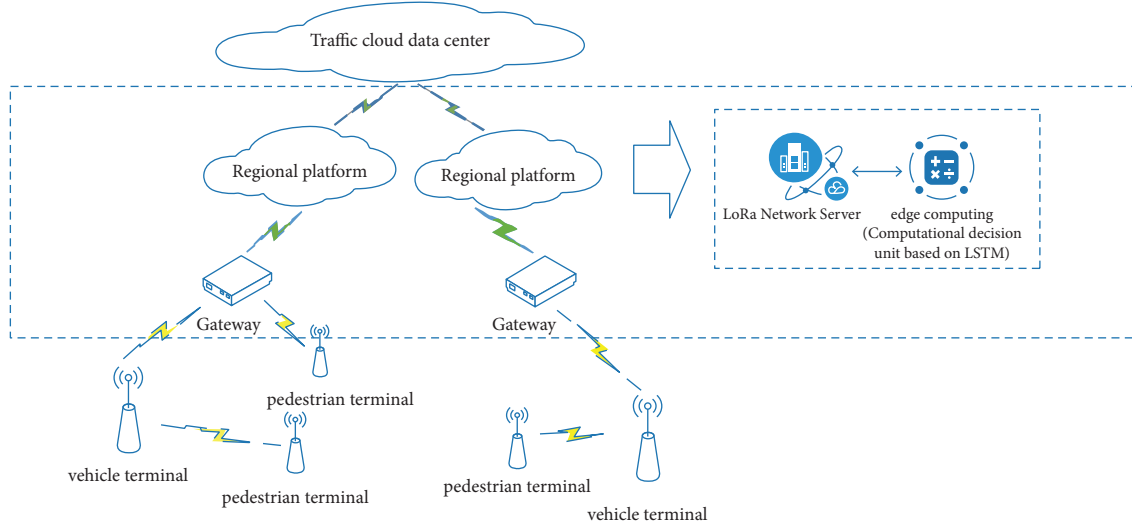 Traffic cloud data center
Regional platform
Regional platform
LoRa Network Server
edge computing
(Computational decision
unit based on LSTM)
Gateway
Gateway
pedestrian terminal
vehicle terminal
pedestrian terminal
pedestrian terminal
vehicle terminal